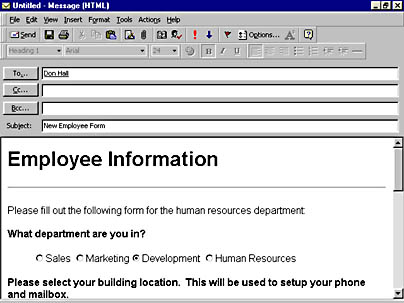 Untitled - Message (HTML)
File Edit View Insert Format Tools Actions Help
Send Options... A
Heading 1 Arial 24 B I U
To... Don Hall
Cc...
Bcc...
Subject: New Employee Form
Employee Information
Please fill out the following form for the human resources department:
What department are you in?
Sales Marketing Development Human Resources
Please select your building location. This will be used to setup your phone
and mailbox.